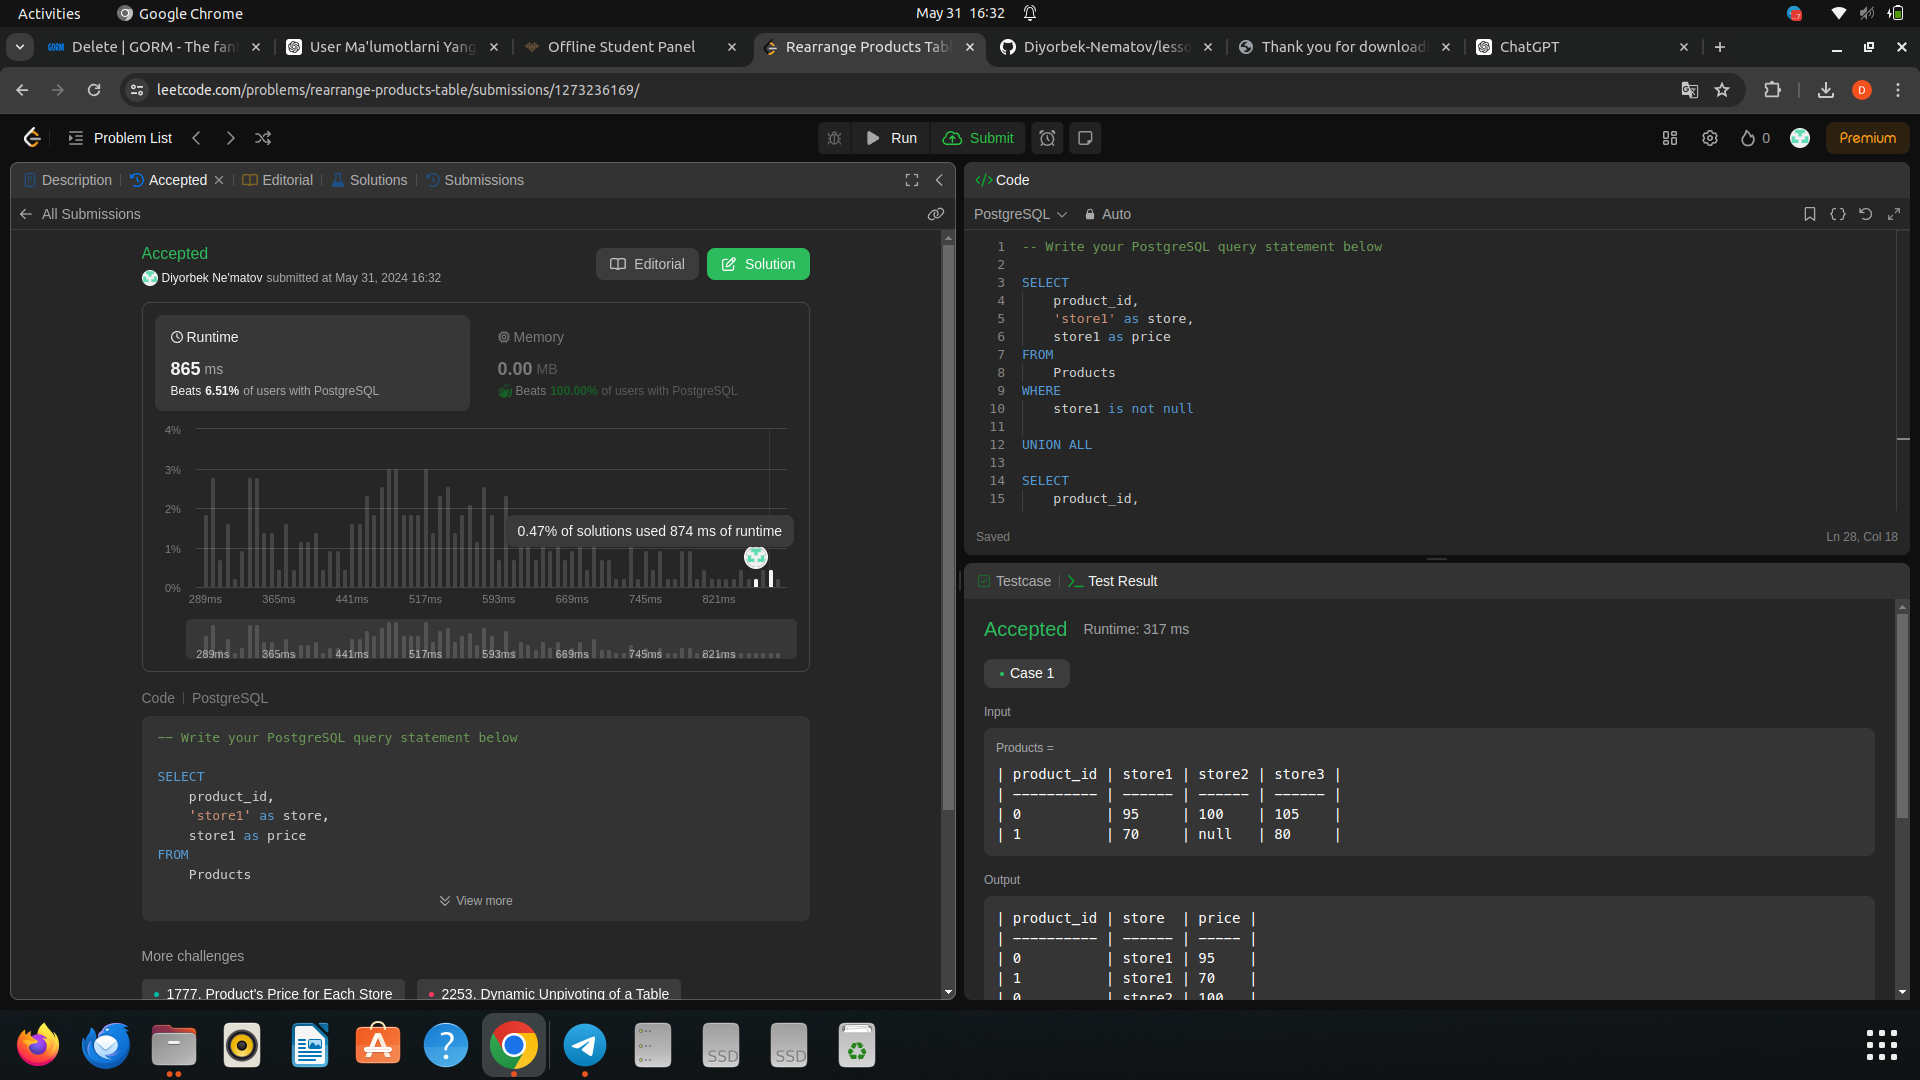 Activities
Google Chrome
May 31 16:32
Delete | GORM - The fan
User Ma'lumotlarni Yang
Offline Student Panel
Rearrange Products Tab
Diyorbek-Nematov/lesso
Thank you for download
ChatGPT
leetcode.com/problems/rearrange-products-table/submissions/1273236169/
D
Problem List
Run
Submit
0
Premium
Description
Accepted
Editorial
Solutions
Submissions
All Submissions
Accepted
Diyorbek Ne'matov submitted at May 31, 2024 16:32
Editorial
Solution
Runtime
865 ms
Beats 6.51% of users with PostgreSQL
Memory
0.00 MB
Beats 100.00% of users with PostgreSQL
4%
3%
2%
1%
0%
0.47% of solutions used 874 ms of runtime
289ms 365ms 441ms 517ms 593ms 669ms 745ms 821ms
289ms 365ms 441ms 517ms 593ms 669ms 745ms 821ms
Code | PostgreSQL
-- Write your PostgreSQL query statement below
SELECT
product_id,
'store1' as store,
store1 as price
FROM
Products
View more
More challenges
1777. Product's Price for Each Store
2253. Dynamic Unpivoting of a Table
Code
PostgreSQL
Auto
1 -- Write your PostgreSQL query statement below
2
3 SELECT
4 product_id,
5 'store1' as store,
6 store1 as price
7 FROM
8 Products
9 WHERE
10 store1 is not null
11
12 UNION ALL
13
14 SELECT
15 product_id,
Saved
Ln 28, Col 18
Testcase
Test Result
Accepted
Runtime: 317 ms
Case 1
Input
Products =
| product_id | store1 | store2 | store3 |
| ---------- | ------ | ------ | ------ |
| 0 | 95 | 100 | 105 |
| 1 | 70 | null | 80 |
Output
| product_id | store | price |
| ---------- | ------ | ----- |
| 0 | store1 | 95 |
| 1 | store1 | 70 |
| 0 | store2 | 100 |
SSD
SSD